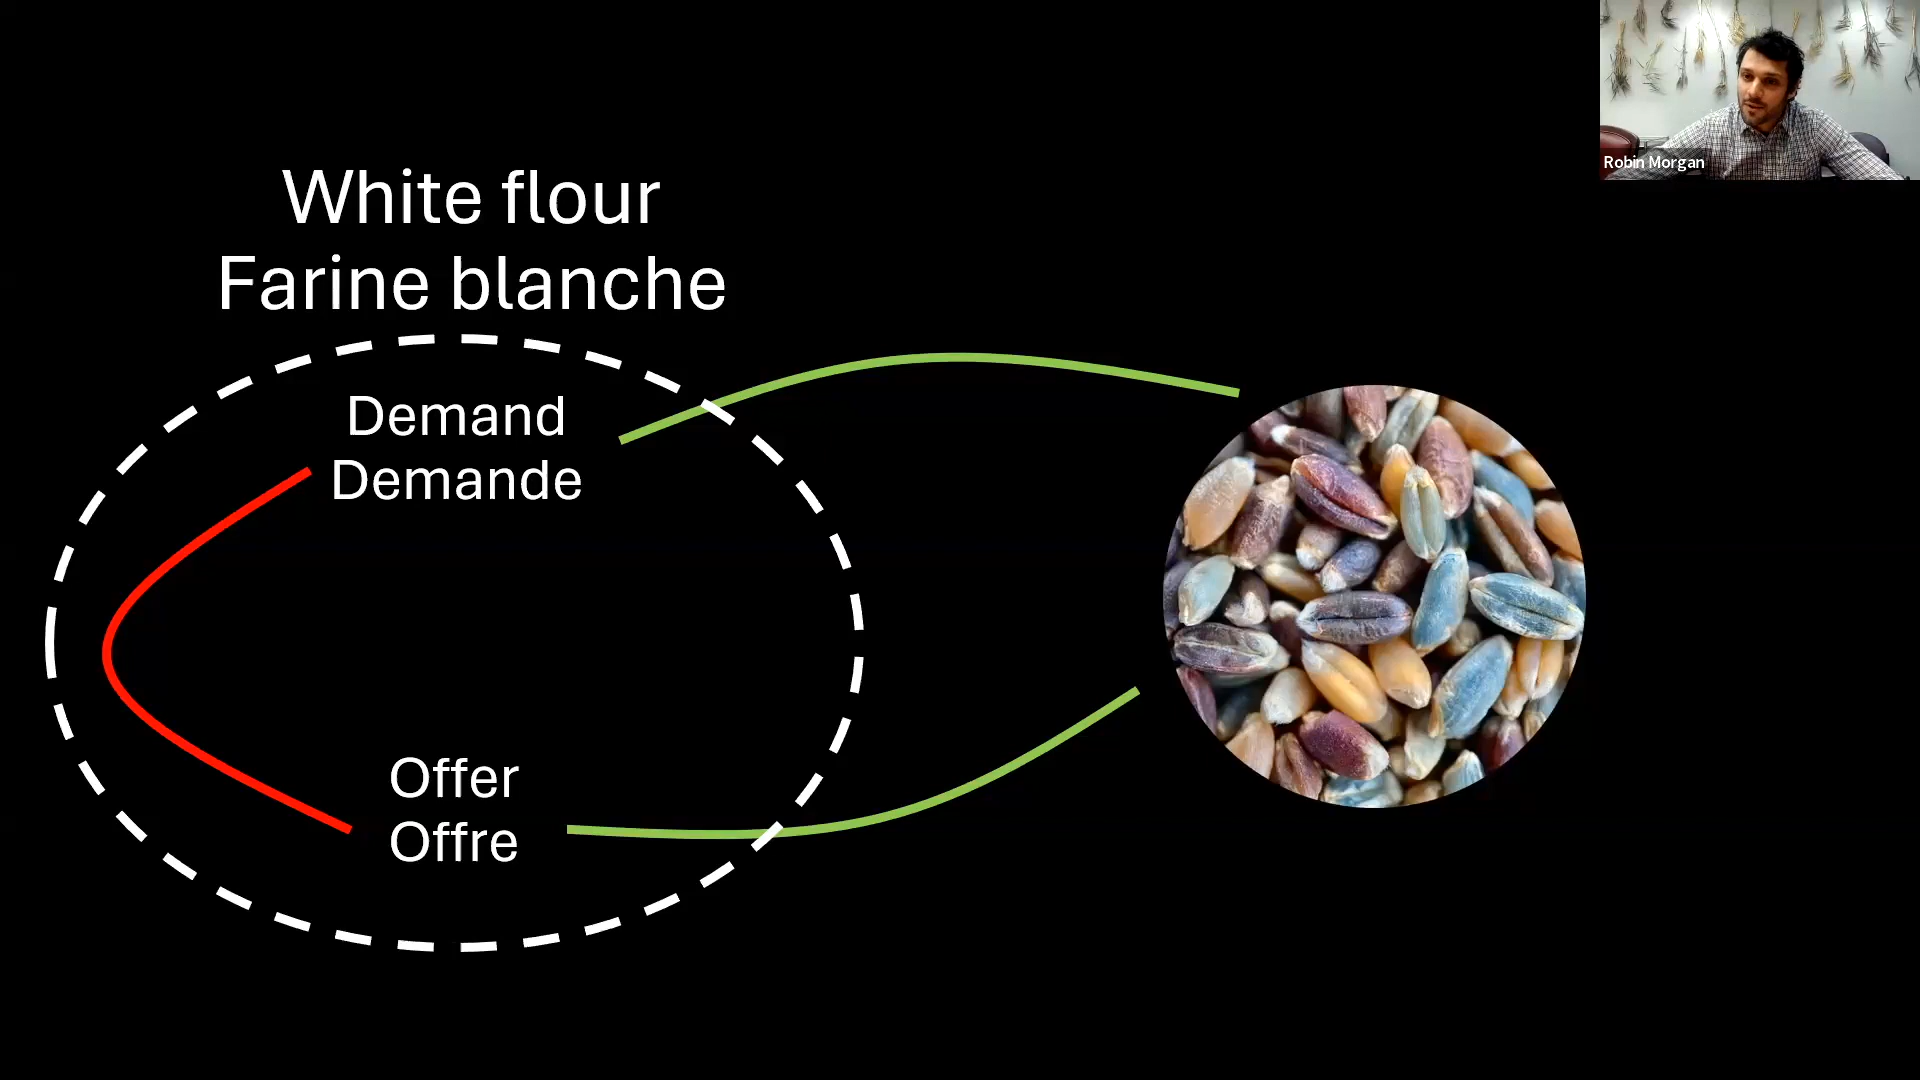 White flour
Farine blanche
Demand
Demande
Offer
Offre
Robin Morgan